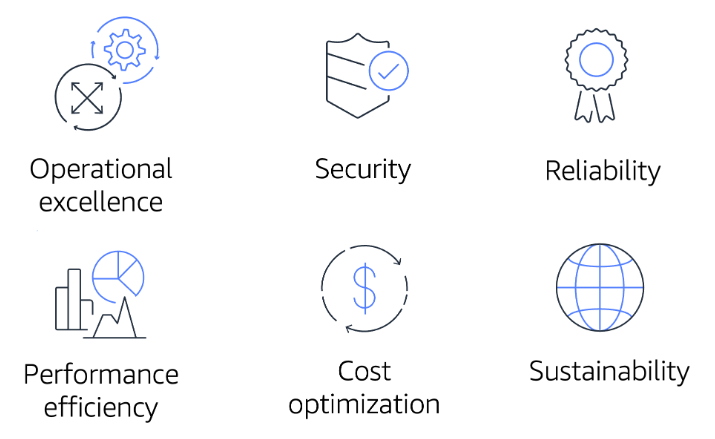 Operational
excellence
Security
Reliability
$
Performance
efficiency
Cost
optimization
Sustainability